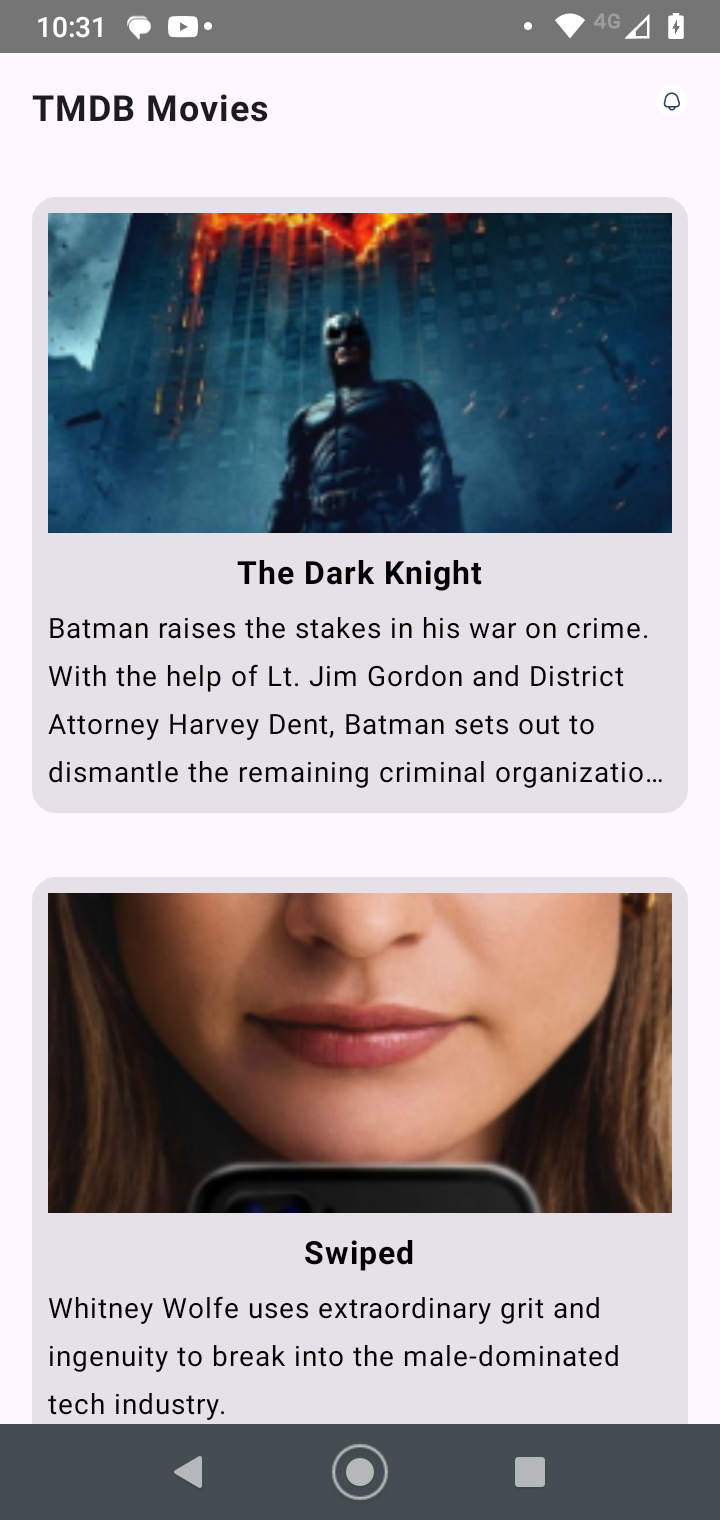 10:31
4G
TMDB Movies
The Dark Knight
Batman raises the stakes in his war on crime.
With the help of Lt. Jim Gordon and District
Attorney Harvey Dent, Batman sets out to
dismantle the remaining criminal organizatio…
Swiped
Whitney Wolfe uses extraordinary grit and
ingenuity to break into the male-dominated
tech industry.